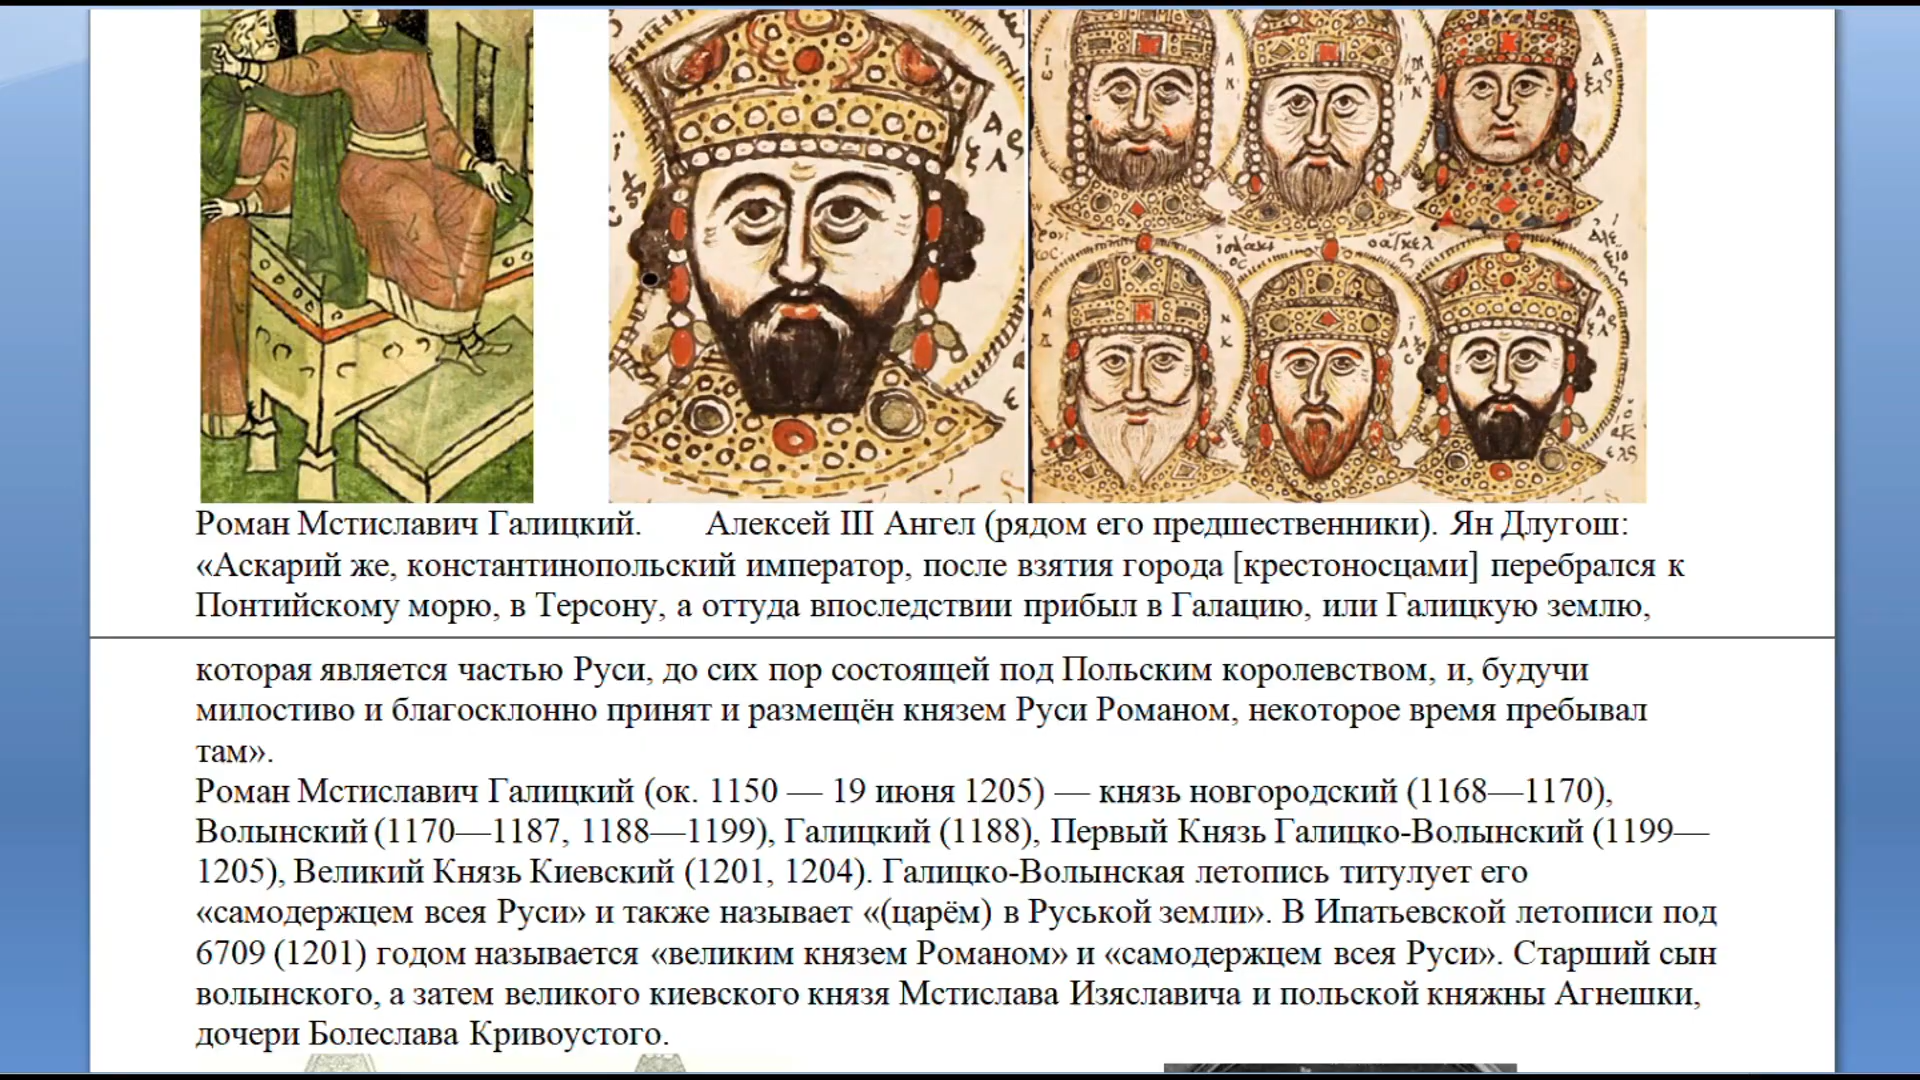 Роман Мстиславич Галицкий. Алексей III Ангел (рядом его предшественники). Ян Длугош:
«Аскарий же, константинопольский император, после взятия города [крестоносцами] перебрался к
Понтийскому морю, в Терсону, а оттуда впоследствии прибыл в Галацию, или Галицкую землю,
которая является частью Руси, до сих пор состоящей под Польским королевством, и, будучи
милостиво и благосклонно принят и размещён князем Руси Романом, некоторое время пребывал
там».
Роман Мстиславич Галицкий (ок. 1150 — 19 июня 1205) — князь новгородский (1168—1170),
Волынский (1170—1187, 1188—1199), Галицкий (1188), Первый Князь Галицко-Волынский (1199—
1205), Великий Князь Киевский (1201, 1204). Галицко-Волынская летопись титулует его
«самодержцем всея Руси» и также называет «(царём) в Руськой земли». В Ипатьевской летописи под
6709 (1201) годом называется «великим князем Романом» и «самодержцем всея Руси». Старший сын
волынского, а затем великого киевского князя Мстислава Изяславича и польской княжны Агнешки,
дочери Болеслава Кривоустого.